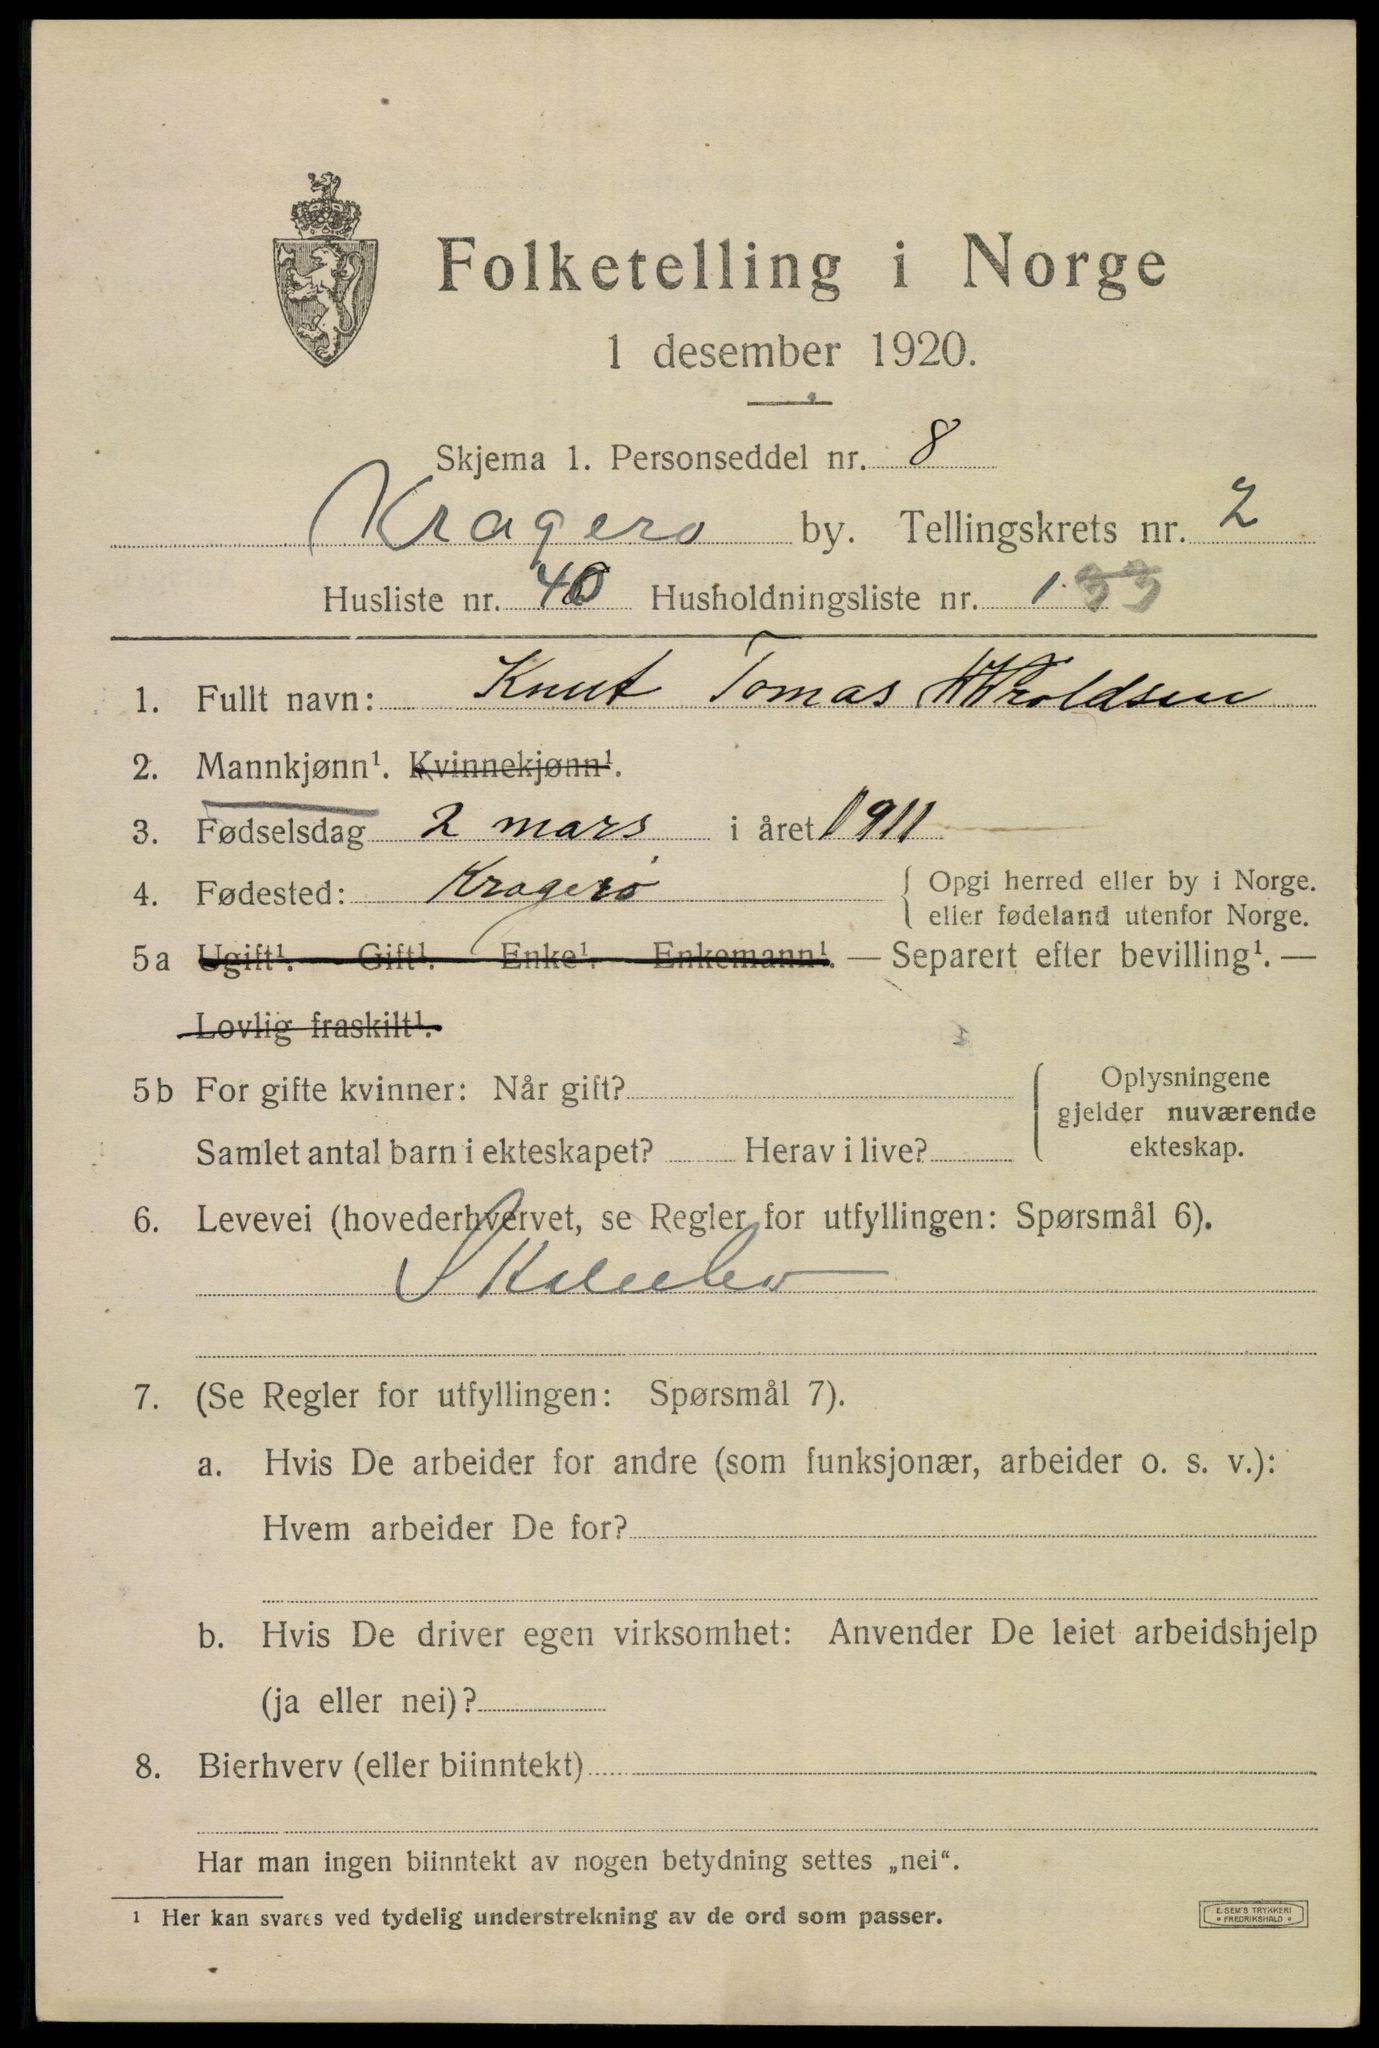 Folketelling i Norge
1 desember 1920.
Skjema 1. Personseddel nr. 8
Kragerø by. Tellingskrets nr. 2
Husliste nr. 40 Husholdningsliste nr. 1 33
1. Fullt navn: Knut Tomas
2. Mannkjønn¹. Kvinnekjønn¹.
3. Fødselsdag 2 mars i året 1911
4. Fødested: Kragerø { Opgi herred eller by i Norge.
eller fødeland utenfor Norge.
5a Ugift¹. Gift¹. Enke¹. Enkemann¹. — Separert efter bevilling¹. —
Lovlig fraskilt¹.
5b For gifte kvinner: Når gift? { Oplysningene
gjelder nuværende
Samlet antal barn i ekteskapet? Herav i live? ekteskap.
6. Levevei (hovederhvervet, se Regler for utfyllingen: Spørsmål 6).
Skoleelev
7. (Se Regler for utfyllingen: Spørsmål 7).
a. Hvis De arbeider for andre (som funksjonær, arbeider o. s. v.):
Hvem arbeider De for?
b. Hvis De driver egen virksomhet: Anvender De leiet arbeidshjelp
(ja eller nei)?
8. Bierhverv (eller biinntekt)
Har man ingen biinntekt av nogen betydning settes „nei“.
¹ Her kan svares ved tydelig understrekning av de ord som passer.
E. SEM'S TRYKKERI
• FREDRIKSHALD •